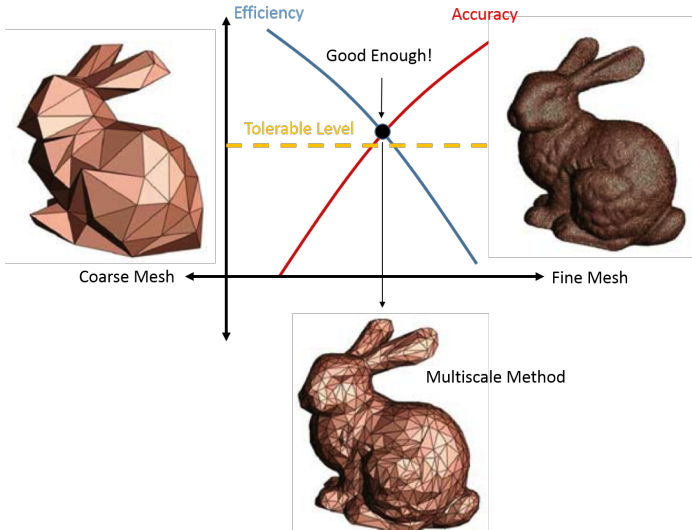 Efficiency
Accuracy
Good Enough!
Tolerable Level
Coarse Mesh
Fine Mesh
Multiscale Method